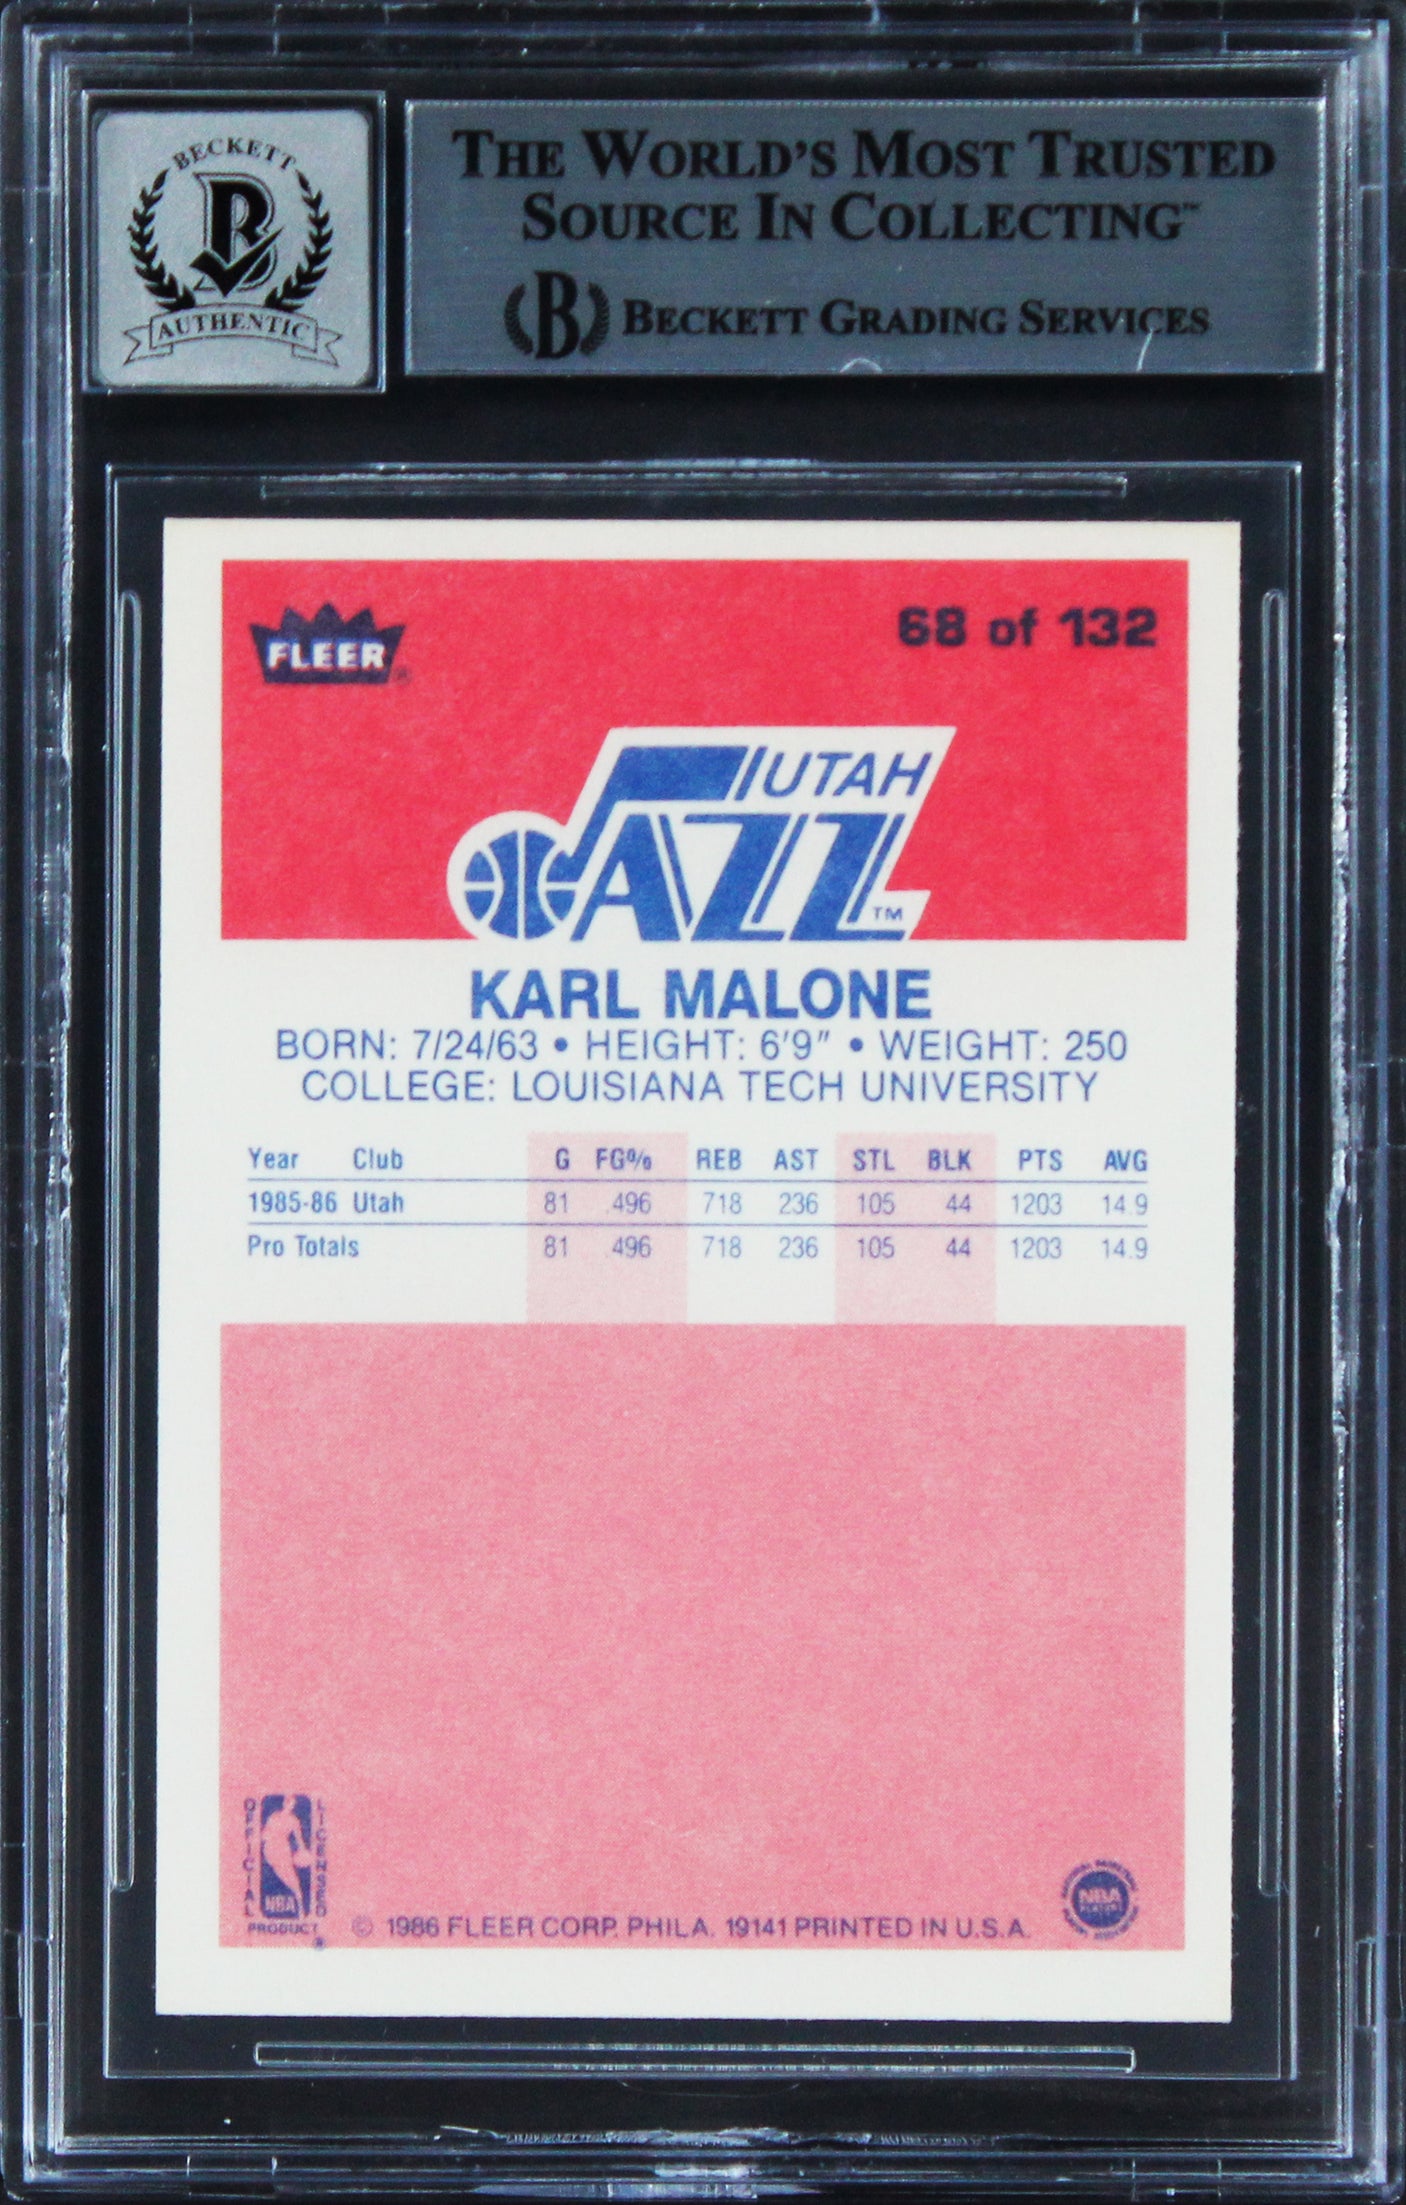 BECKETT
B
AUTHENTIC
THE WORLD'S MOST TRUSTED
SOURCE IN COLLECTING™
B BECKETT GRADING SERVICES
FLEER®
68 of 132
UTAH
JAZZ™
KARL MALONE
BORN: 7/24/63 • HEIGHT: 6'9" • WEIGHT: 250
COLLEGE: LOUISIANA TECH UNIVERSITY
Year Club G FG% REB AST STL BLK PTS AVG
1985-86 Utah 81 .496 718 236 105 44 1203 14.9
Pro Totals 81 .496 718 236 105 44 1203 14.9
OFFICIAL
LICENSED
NBA
PRODUCT®
© 1986 FLEER CORP. PHILA. 19141 PRINTED IN U.S.A.
NBA
PLAYERS